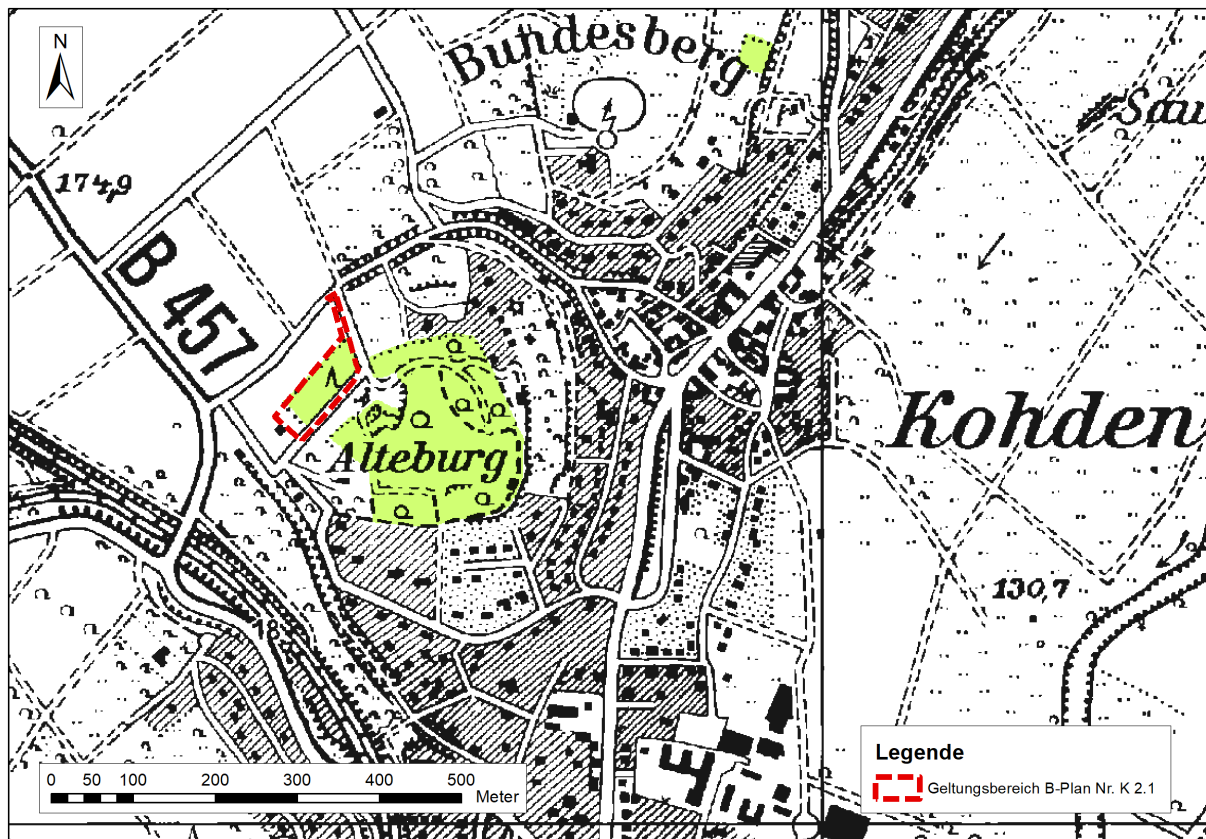 N
Bundesberg
Sau
174,9
B 457
Alteburg
Kohden
130,7
0 50 100 200 300 400 500 Meter
Legende
Geltungsbereich B-Plan Nr. K 2.1